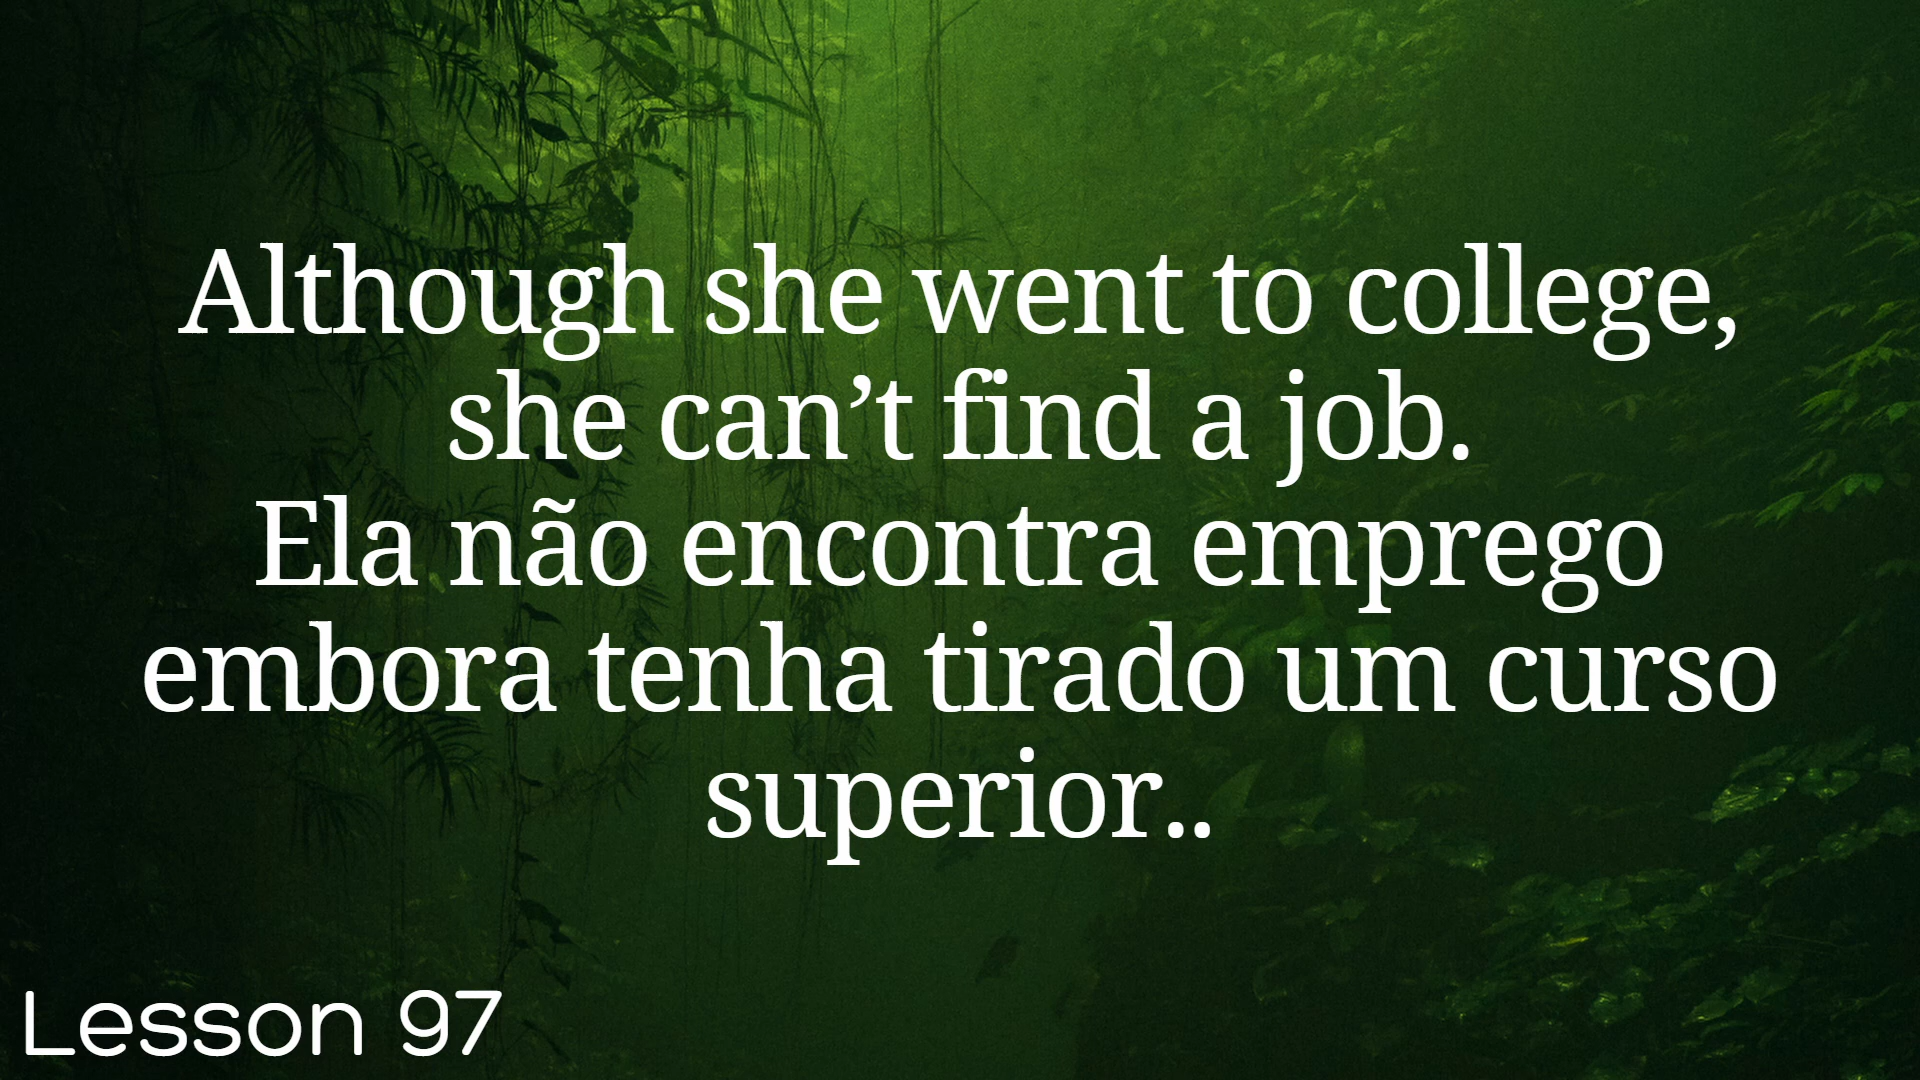 Although she went to college,
she can’t find a job.
Ela não encontra emprego
embora tenha tirado um curso
superior..
Lesson 97